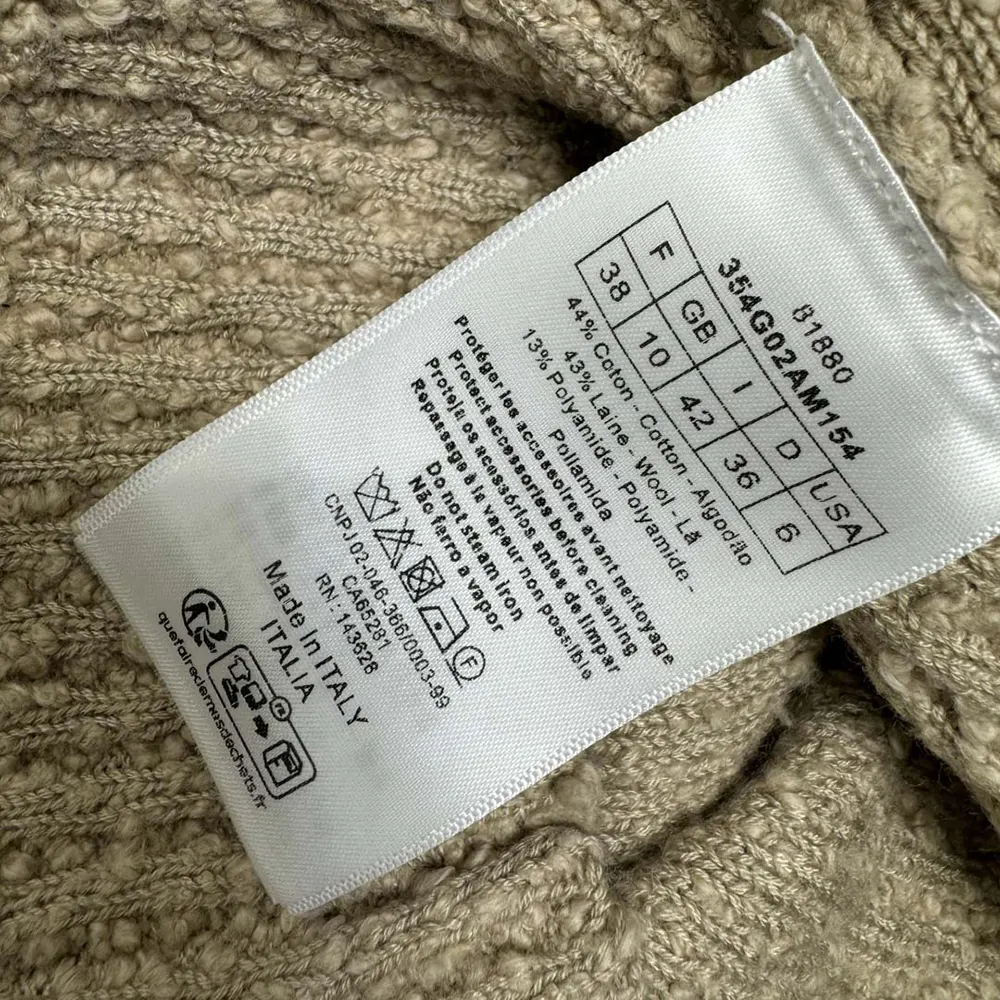 81880
354G02AM154
F GB I D USA
38 10 42 36 6
44% Coton - Cotton - Algodão
43% Laine - Wool - Lã
13% Polyamide - Polyamide -
Poliamida
Protéger les accessoires avant nettoyage
Protect accessories before cleaning
Proteja os acessórios antes de limpar
Repassage à la vapeur non possible
Do not steam iron
Não ferro a vapor
F
CNPJ 02-046-366/0003-99
CA65281
RN: 143628
Made In ITALY
ITALIA
quefairedemesdechets.fr